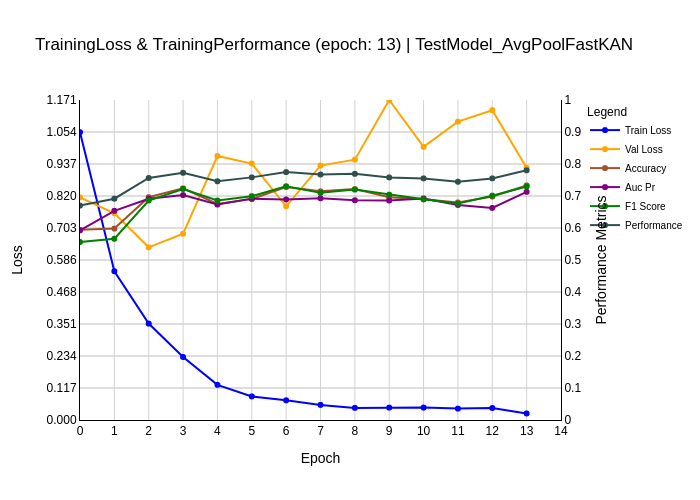 TrainingLoss & TrainingPerformance (epoch: 13) | TestModel_AvgPoolFastKAN
1.171
1.054
0.937
0.820
0.703
0.586
0.468
0.351
0.234
0.117
0.000
Loss
0 1 2 3 4 5 6 7 8 9 10 11 12 13 14
Epoch
1
0.9
0.8
0.7
0.6
0.5
0.4
0.3
0.2
0.1
0
Performance Metrics
Legend
Train Loss
Val Loss
Accuracy
Auc Pr
F1 Score
Performance